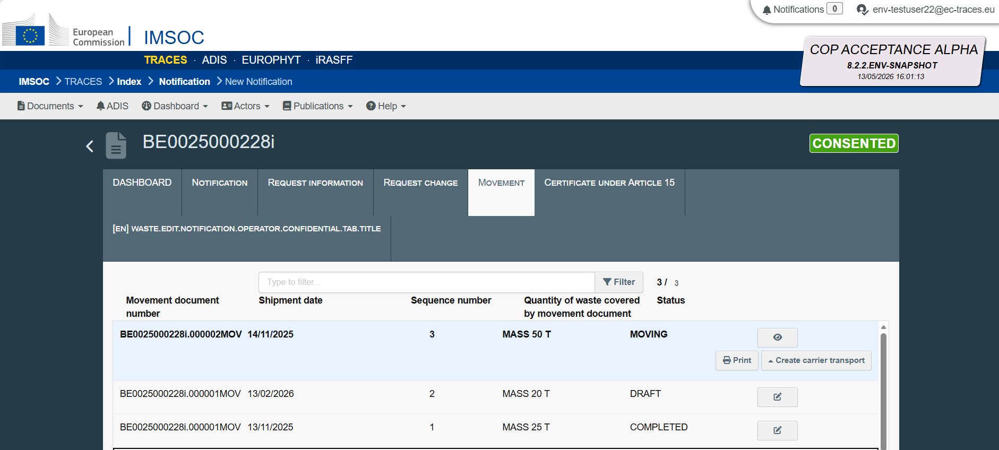 Notifications 0 env-testuser22@ec-traces.eu
European
Commission
IMSOC
TRACES · ADIS · EUROPHYT · iRASFF
COP ACCEPTANCE ALPHA
8.2.2.ENV-SNAPSHOT
13/05/2026 16:01:13
IMSOC TRACES Index Notification New Notification
Documents ADIS Dashboard Actors Publications Help
BE0025000228i
CONSENTED
DASHBOARD NOTIFICATION REQUEST INFORMATION REQUEST CHANGE MOVEMENT CERTIFICATE UNDER ARTICLE 15
[EN] WASTE.EDIT.NOTIFICATION.OPERATOR.CONFIDENTIAL.TAB.TITLE
Type to filter... Filter 3 / 3
Movement document number Shipment date Sequence number Quantity of waste covered by movement document Status
BE0025000228i.000002MOV 14/11/2025 3 MASS 50 T MOVING
Print Create carrier transport
BE0025000228i.000001MOV 13/02/2026 2 MASS 20 T DRAFT
BE0025000228i.000001MOV 13/11/2025 1 MASS 25 T COMPLETED